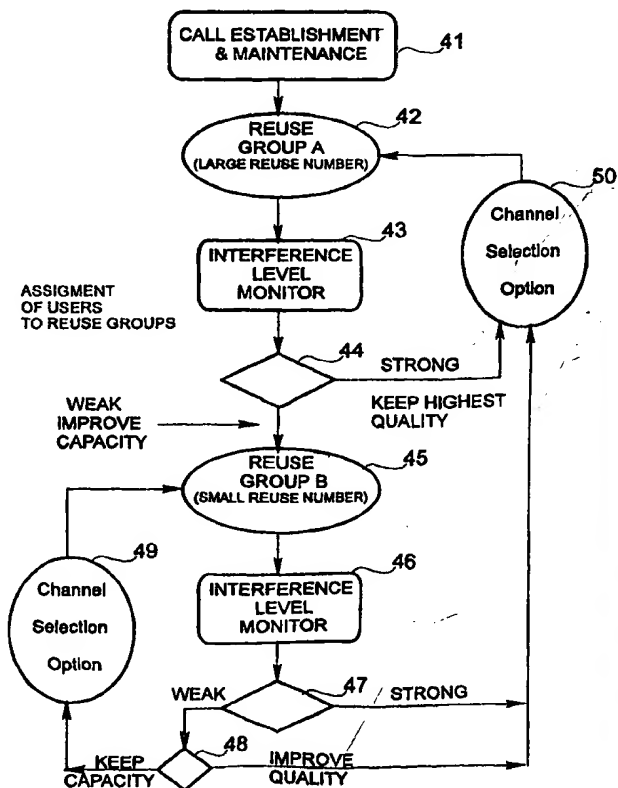 CALL ESTABLISHMENT
& MAINTENANCE
41
42
REUSE
GROUP A
(LARGE REUSE NUMBER)
50
Channel
Selection
Option
43
INTERFERENCE
LEVEL
MONITOR
ASSIGMENT
OF USERS
TO REUSE GROUPS
44
STRONG
KEEP HIGHEST
QUALITY
WEAK
IMPROVE
CAPACITY
45
REUSE
GROUP B
(SMALL REUSE NUMBER)
49
Channel
Selection
Option
46
INTERFERENCE
LEVEL
MONITOR
47
WEAK
STRONG
48
KEEP
CAPACITY
IMPROVE
QUALITY